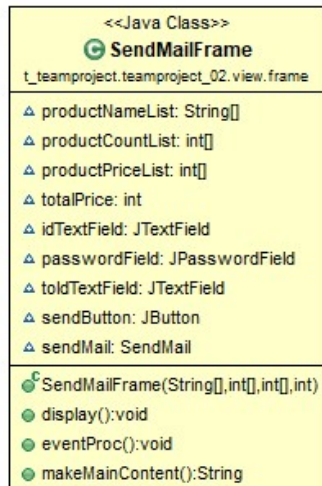 <<Java Class>>
SendMailFrame
t_teamproject.teamproject_02.view.frame
productNameList: String[]
productCountList: int[]
productPriceList: int[]
totalPrice: int
idTextField: JTextField
passwordField: JPasswordField
toIdTextField: JTextField
sendButton: JButton
sendMail: SendMail
SendMailFrame(String[],int[],int[],int)
display():void
eventProc():void
makeMainContent():String